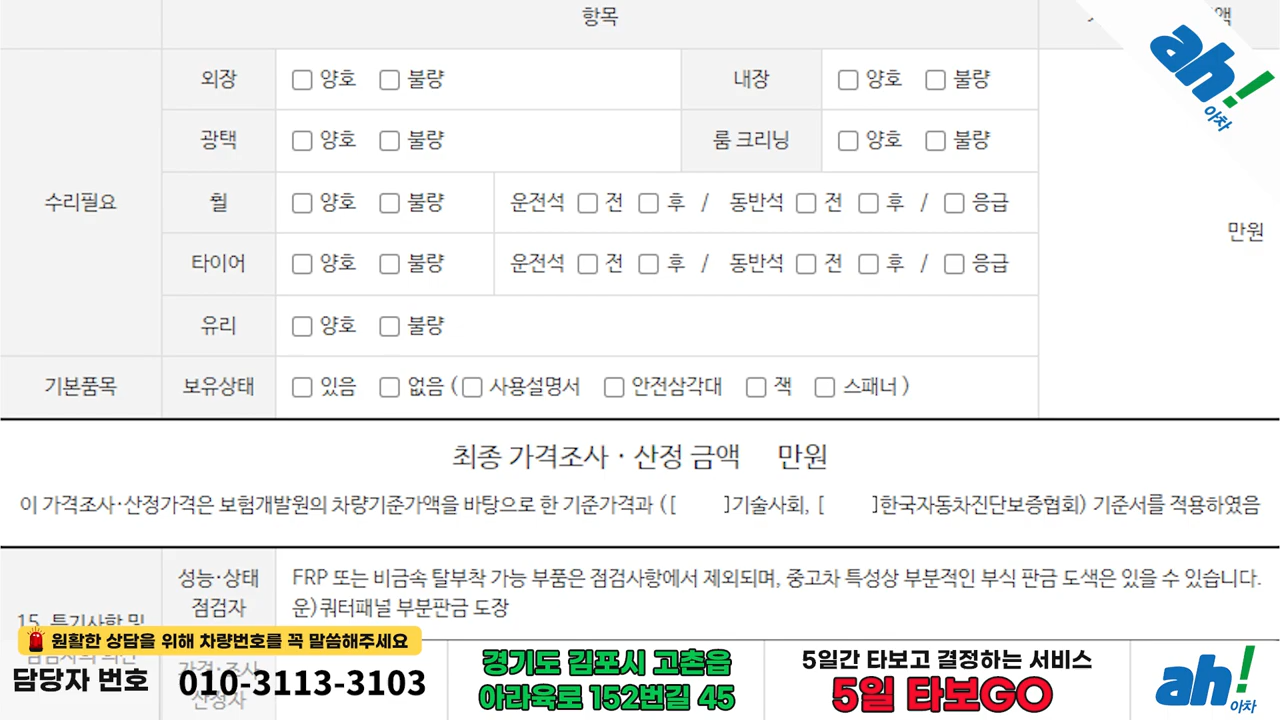 항목
액
외장 양호 불량 내장 양호 불량
광택 양호 불량 룸 크리닝 양호 불량
수리필요 휠 양호 불량 운전석 전 후 / 동반석 전 후 / 응급
만원
타이어 양호 불량 운전석 전 후 / 동반석 전 후 / 응급
유리 양호 불량
기본품목 보유상태 있음 없음 ( 사용설명서 안전삼각대 잭 스패너 )
최종 가격조사 · 산정 금액 만원
이 가격조사·산정가격은 보험개발원의 차량기준가액을 바탕으로 한 기준가격과 ([ ]기술사회, [ ]한국자동차진단보증협회) 기준서를 적용하였음
성능·상태
점검자
FRP 또는 비금속 탈부착 가능 부품은 점검사항에서 제외되며, 중고차 특성상 부분적인 부식 판금 도색은 있을 수 있습니다.
운) 쿼터패널 부분판금 도장
15. 특기사항 및
가격·조사
산정자
원활한 상담을 위해 차량번호를 꼭 말씀해주세요
담당자 번호 010-3113-3103
경기도 김포시 고촌읍
아라육로 152번길 45
5일간 타보고 결정하는 서비스
5일 타보GO
ah!
아차
ah!
아차